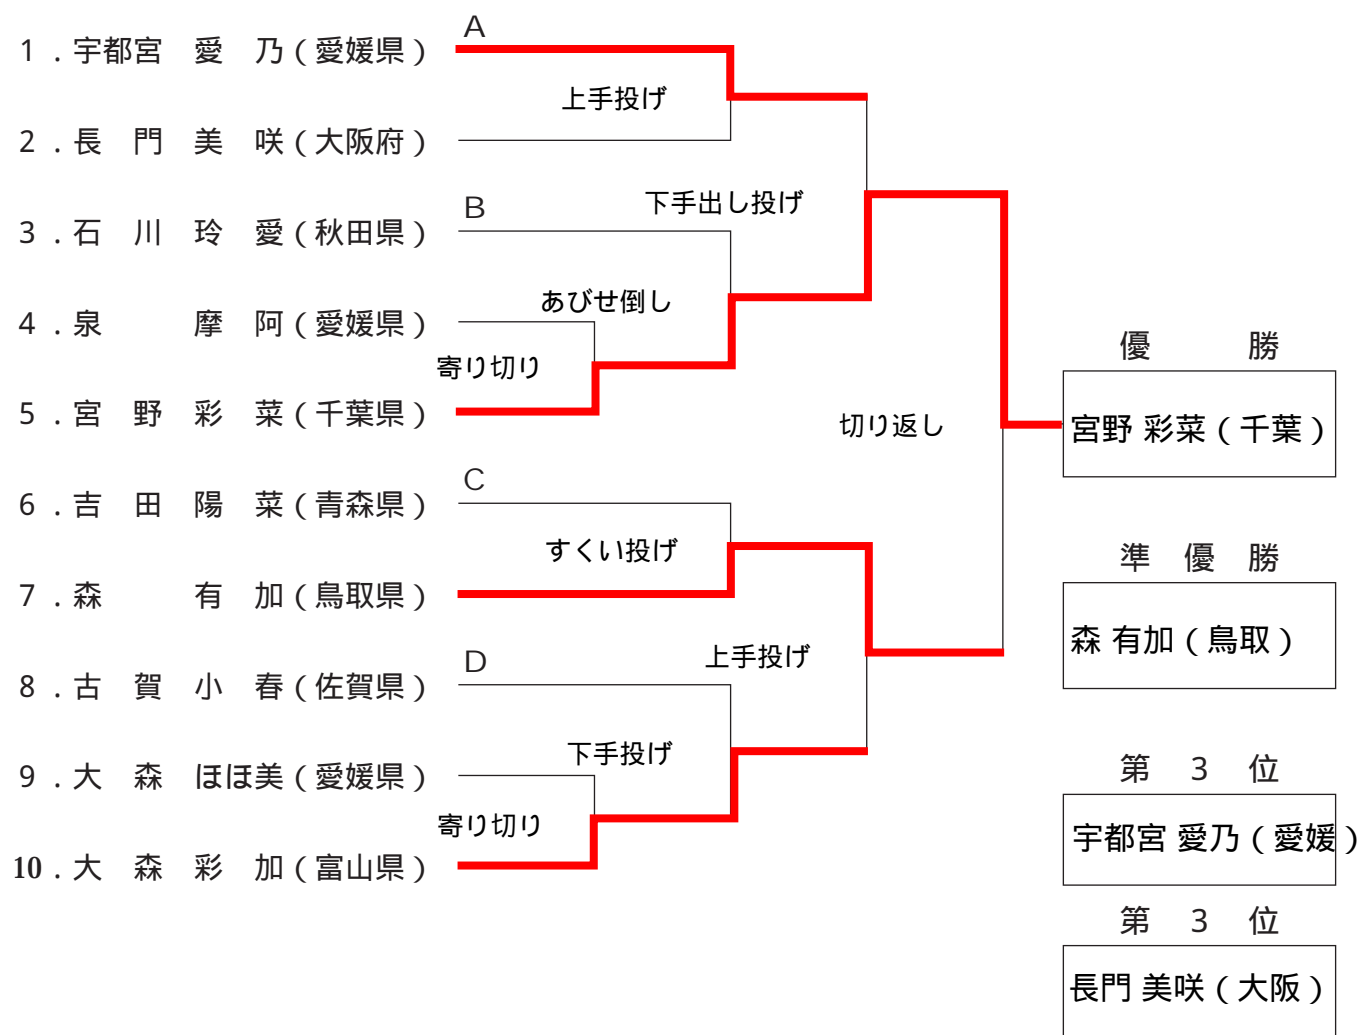 A
1．宇都宮　愛　乃（愛媛県）
上手投げ
2．長　門　美　咲（大阪府）
下手出し投げ
B
3．石　川　玲　愛（秋田県）
あびせ倒し
4．泉　　　摩　阿（愛媛県）
寄り切り
5．宮　野　彩　菜（千葉県）
切り返し
C
6．吉　田　陽　菜（青森県）
すくい投げ
7．森　　　有　加（鳥取県）
上手投げ
D
8．古　賀　小　春（佐賀県）
下手投げ
9．大　森　ほほ美（愛媛県）
寄り切り
10．大　森　彩　加（富山県）
優　　勝
宮野 彩菜（千葉）
準　優　勝
森 有加（鳥取）
第　3　位
宇都宮 愛乃（愛媛）
第　3　位
長門 美咲（大阪）